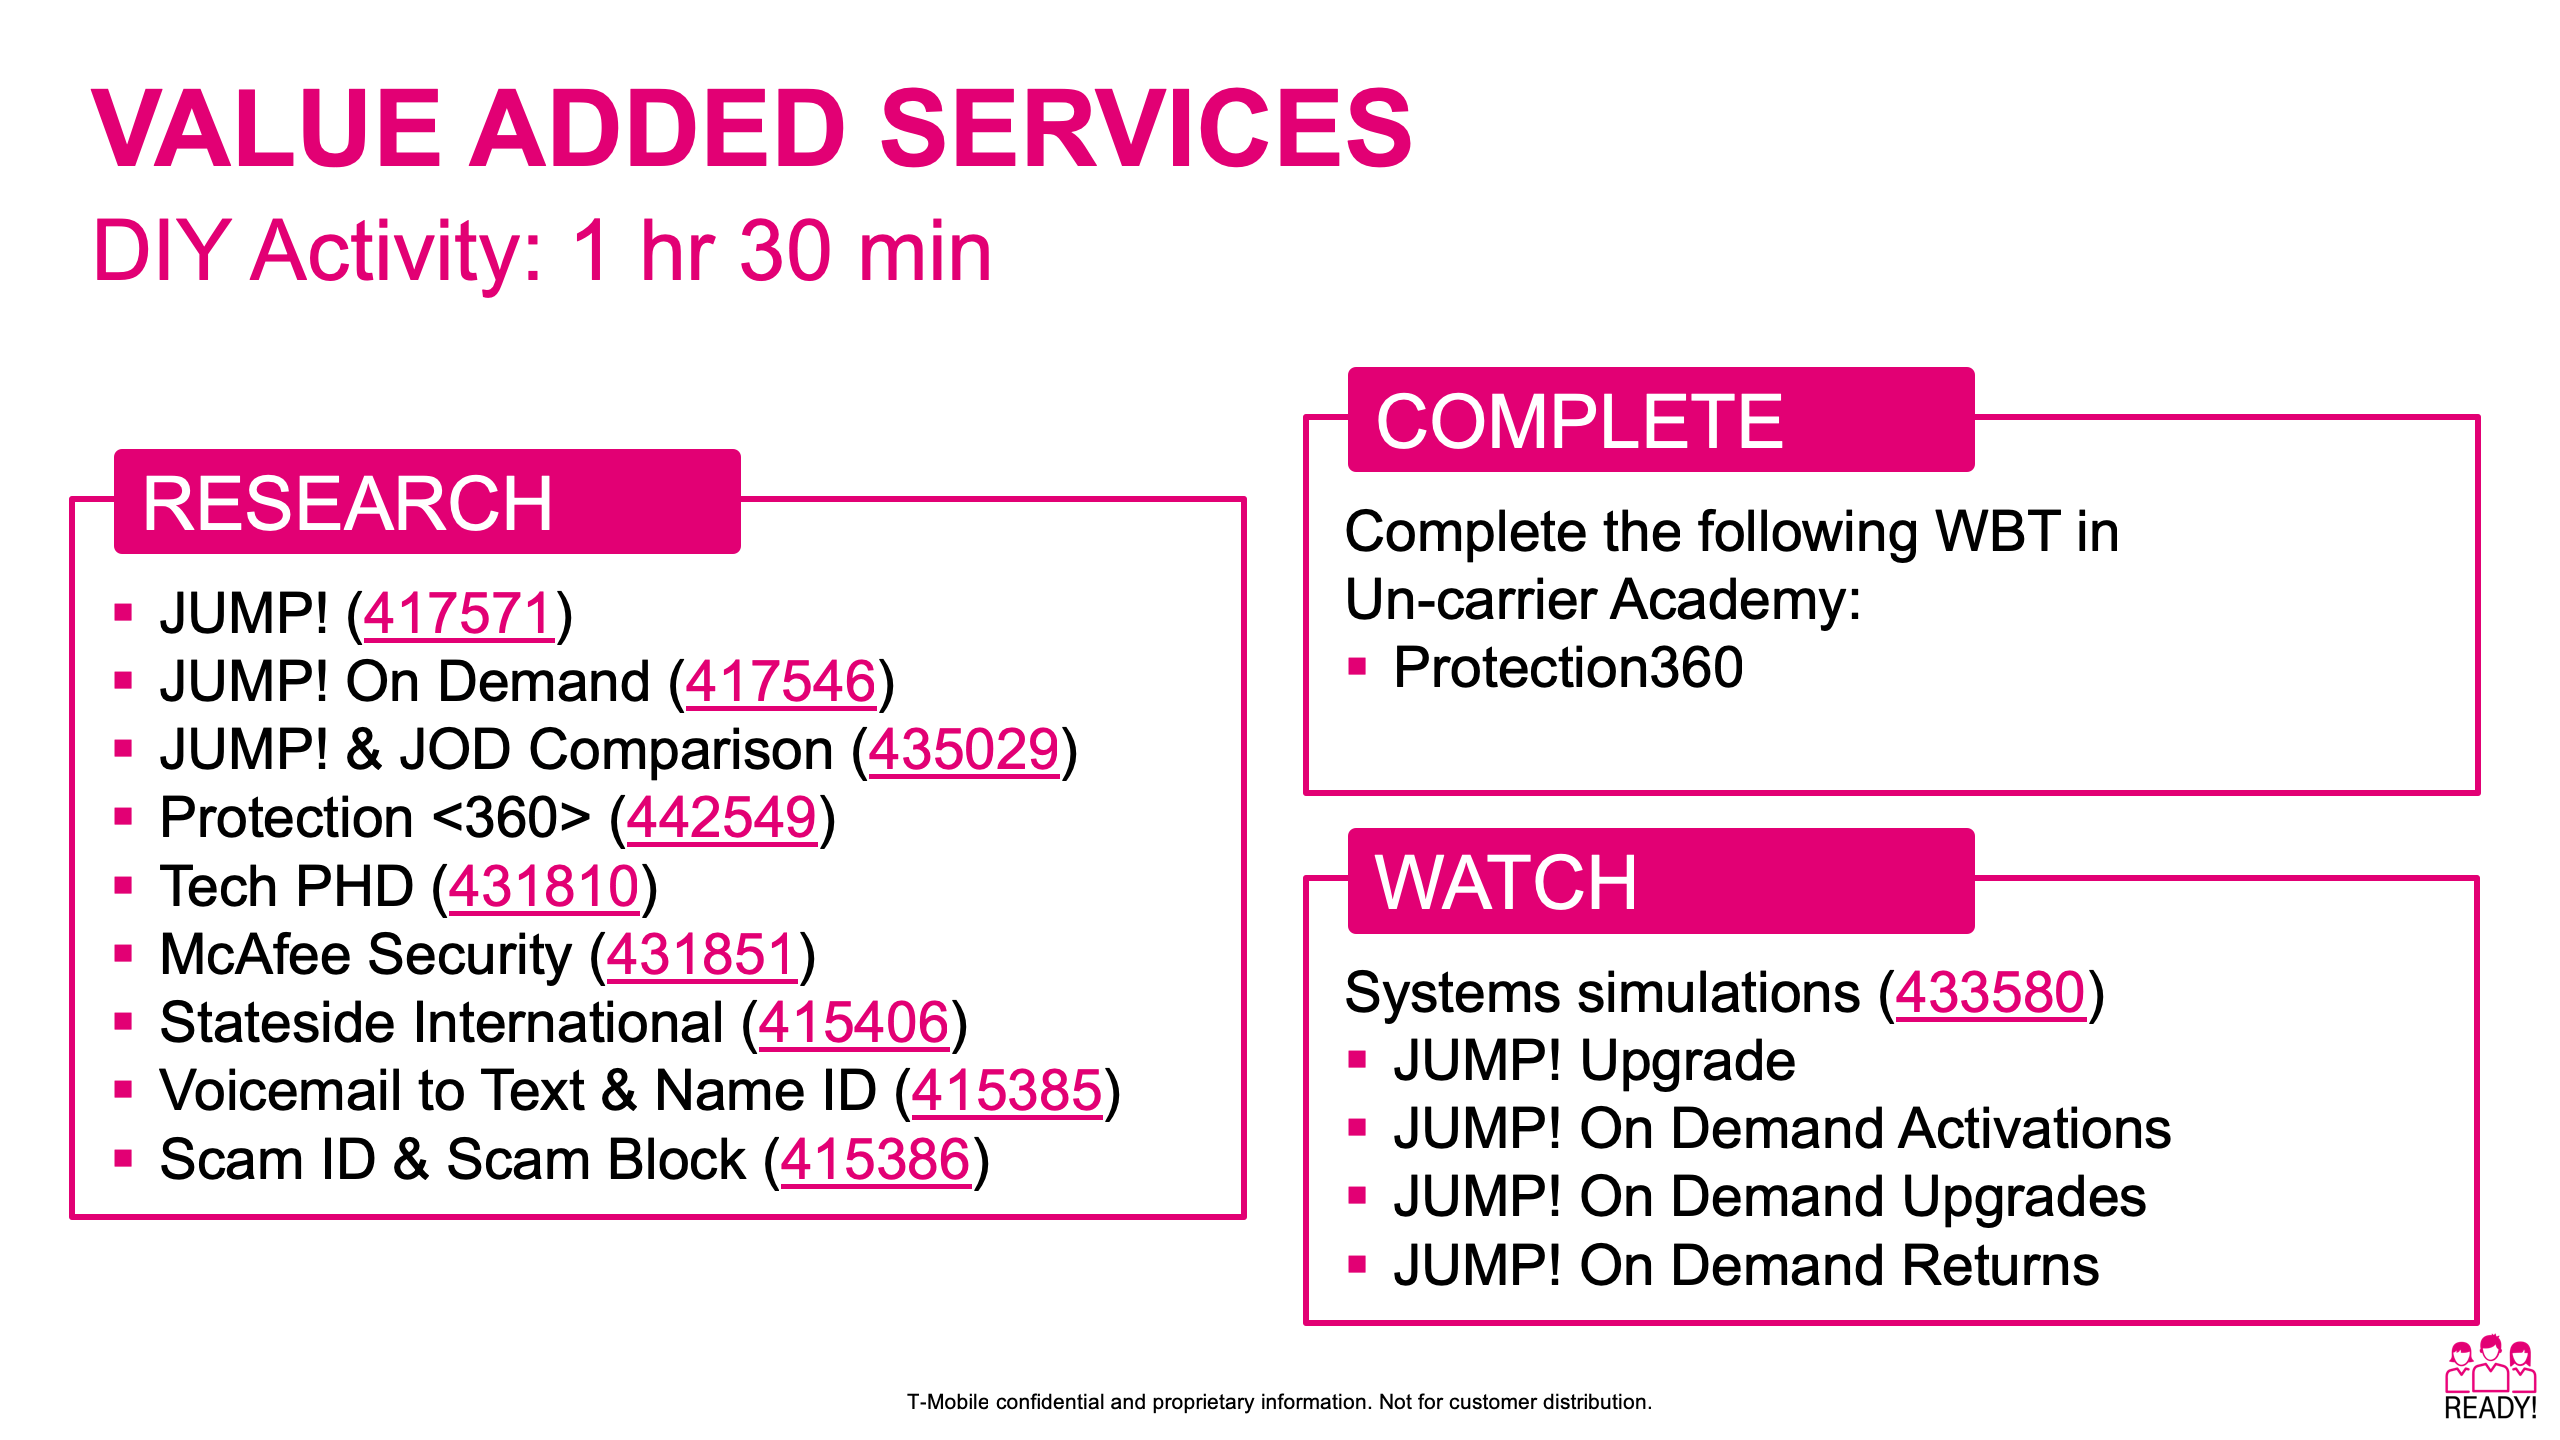 VALUE ADDED SERVICES
DIY Activity: 1 hr 30 min
RESEARCH
▪ JUMP! (417571)
▪ JUMP! On Demand (417546)
▪ JUMP! & JOD Comparison (435029)
▪ Protection <360> (442549)
▪ Tech PHD (431810)
▪ McAfee Security (431851)
▪ Stateside International (415406)
▪ Voicemail to Text & Name ID (415385)
▪ Scam ID & Scam Block (415386)
COMPLETE
Complete the following WBT in
Un-carrier Academy:
▪ Protection360
WATCH
Systems simulations (433580)
▪ JUMP! Upgrade
▪ JUMP! On Demand Activations
▪ JUMP! On Demand Upgrades
▪ JUMP! On Demand Returns
T-Mobile confidential and proprietary information. Not for customer distribution.
READY!